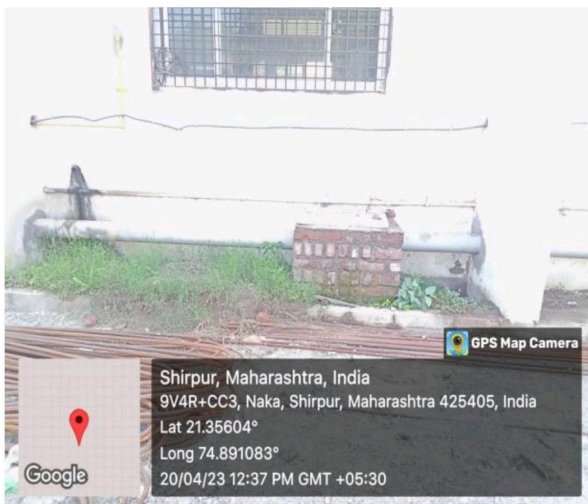 GPS Map Camera
Shirpur, Maharashtra, India
9V4R+CC3, Naka, Shirpur, Maharashtra 425405, India
Lat 21.35604°
Long 74.891083°
20/04/23 12:37 PM GMT +05:30
Google